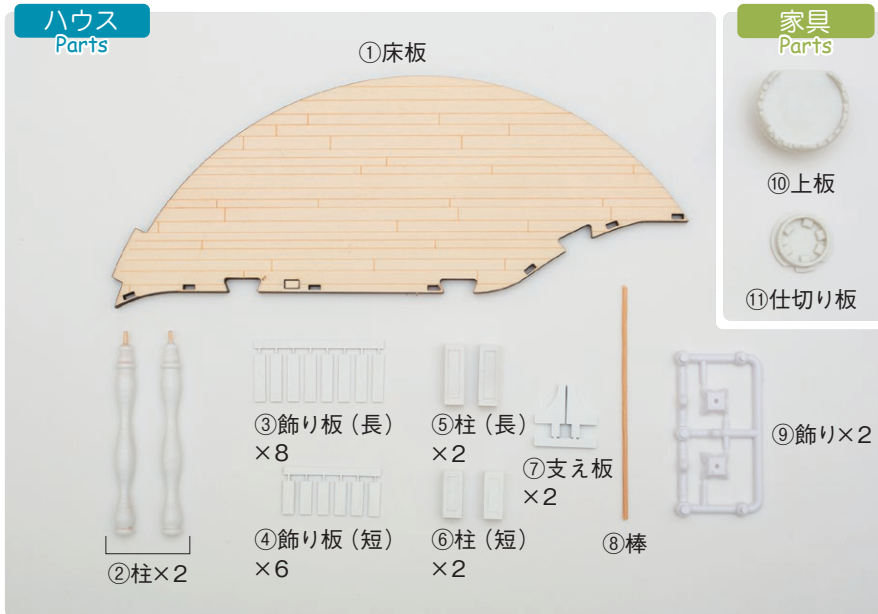 ハウス
Parts
①床板
②柱×2
③飾り板（長）
×8
④飾り板（短）
×6
⑤柱（長）
×2
⑥柱（短）
×2
⑦支え板
×2
⑧棒
⑨飾り×2
家具
Parts
⑩上板
⑪仕切り板